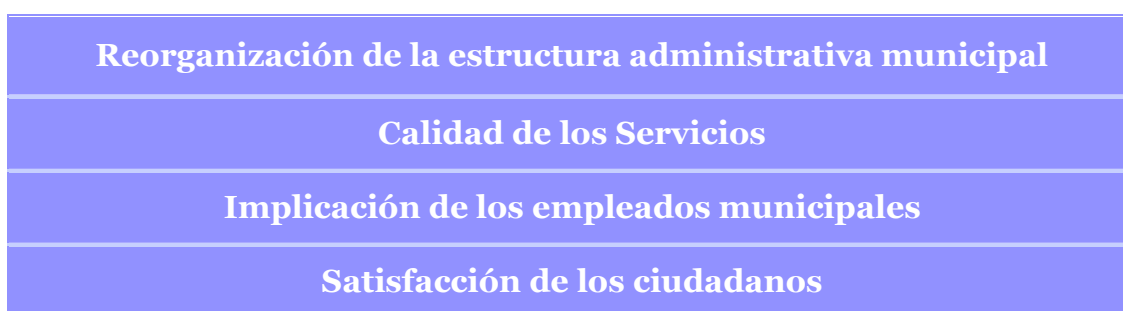 Reorganización de la estructura administrativa municipal
Calidad de los Servicios
Implicación de los empleados municipales
Satisfacción de los ciudadanos